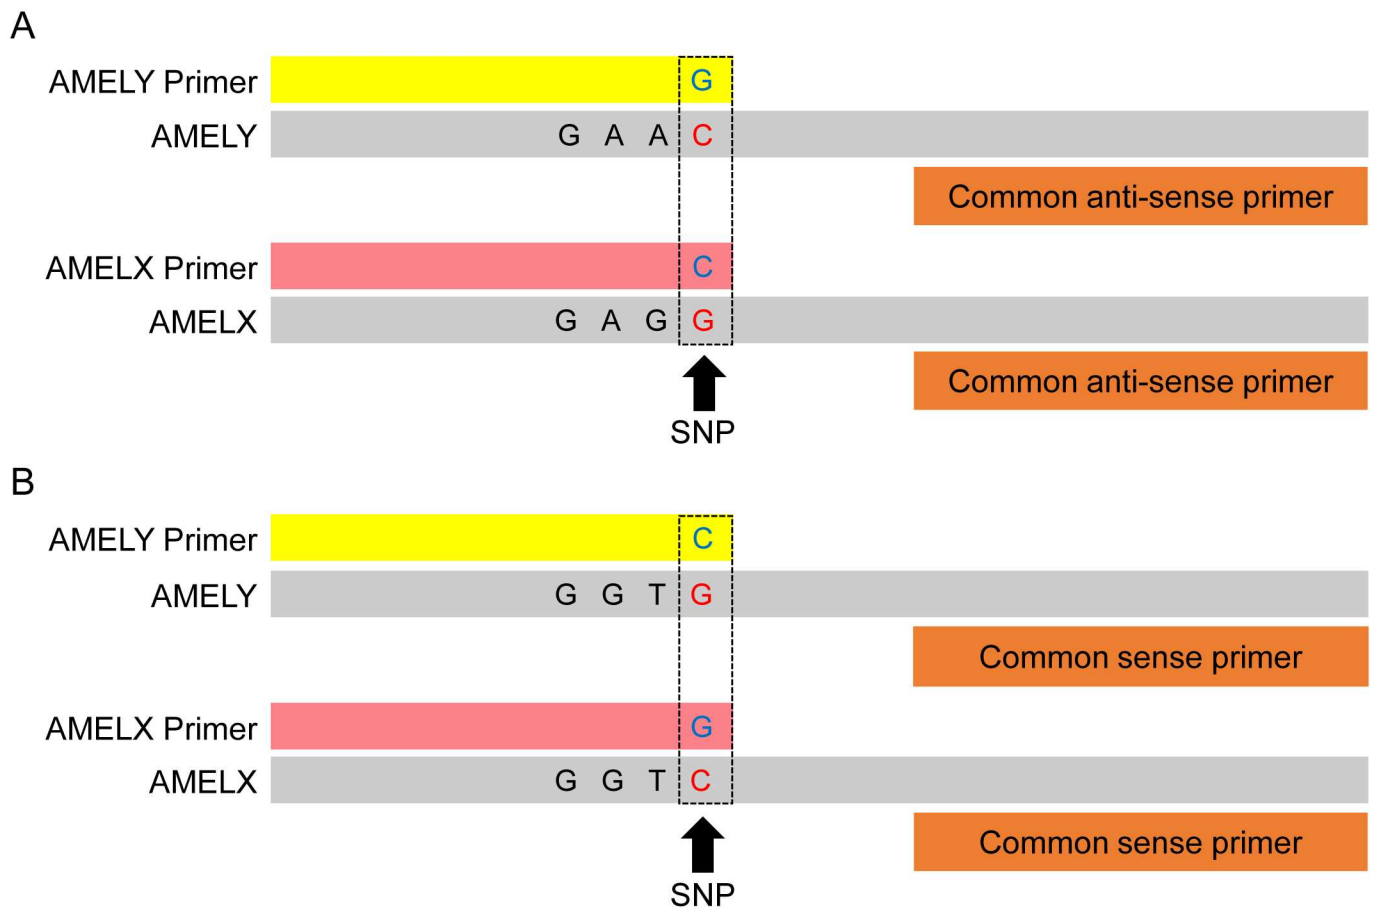 A
AMELY Primer G
AMELY G A A C
Common anti-sense primer
AMELX Primer C
AMELX G A G G
Common anti-sense primer
SNP
B
AMELY Primer C
AMELY G G T G
Common sense primer
AMELX Primer G
AMELX G G T C
Common sense primer
SNP